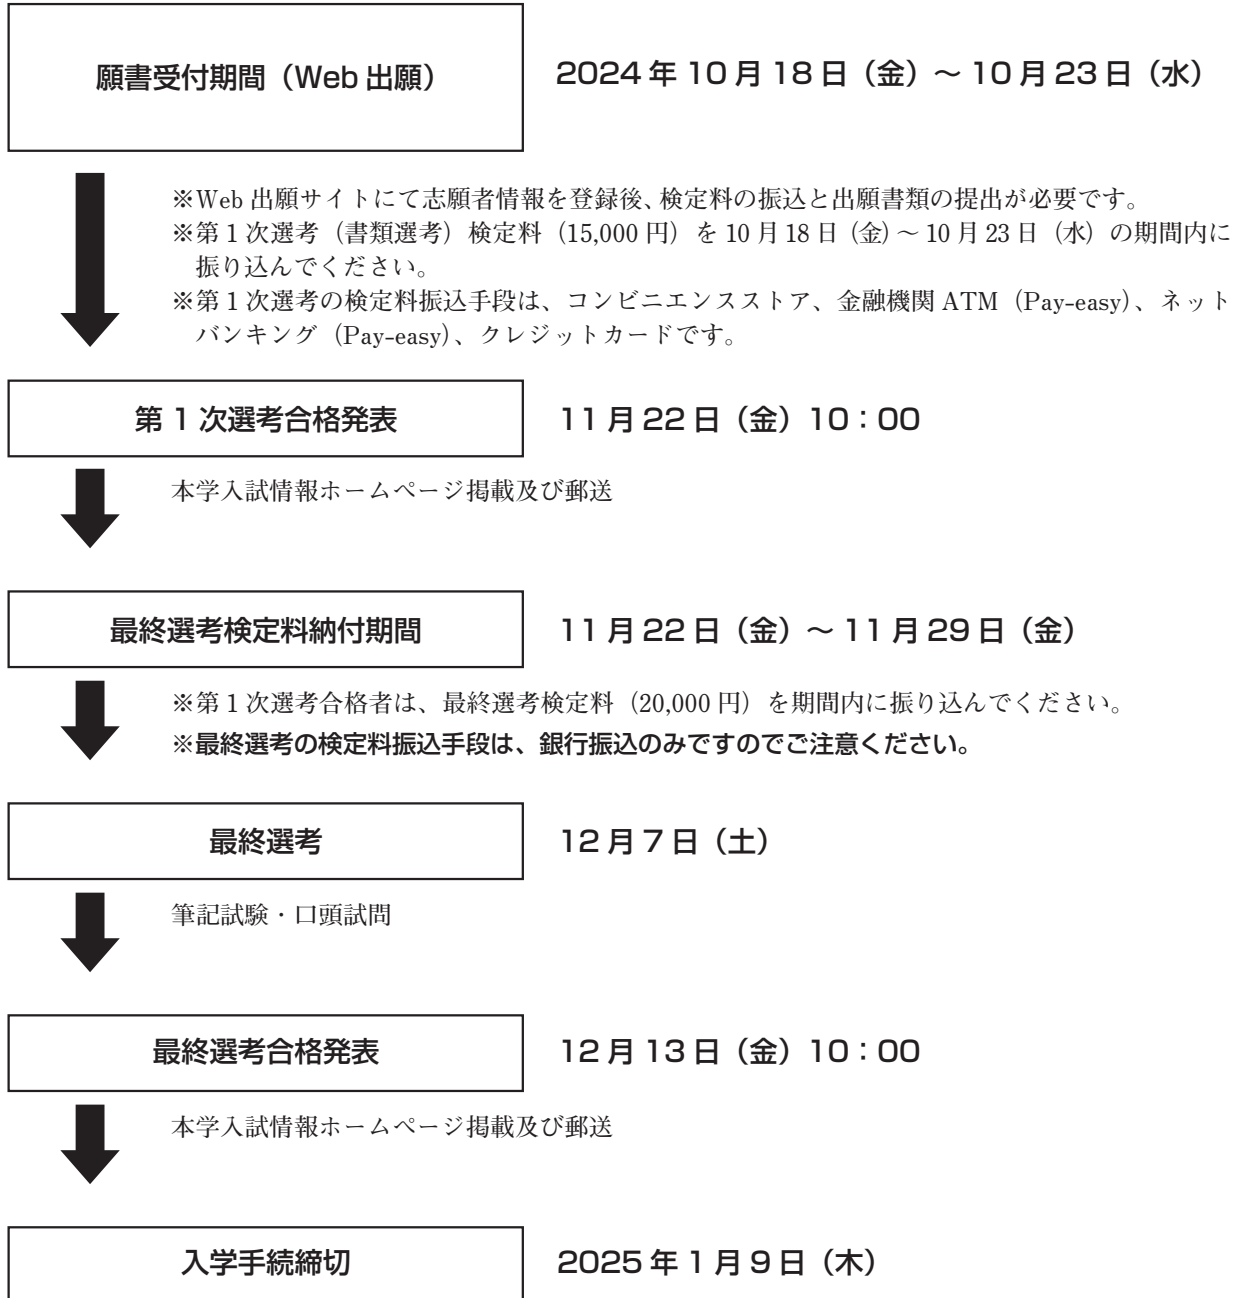 願書受付期間（Web 出願）
2024 年 10 月 18 日（金）～ 10 月 23 日（水）
※Web 出願サイトにて志願者情報を登録後、検定料の振込と出願書類の提出が必要です。
※第 1 次選考（書類選考）検定料（15,000 円）を 10 月 18 日（金）～ 10 月 23 日（水）の期間内に
振り込んでください。
※第 1 次選考の検定料振込手段は、コンビニエンスストア、金融機関 ATM（Pay-easy）、ネット
バンキング（Pay-easy）、クレジットカードです。
第 1 次選考合格発表
11 月 22 日（金）10：00
本学入試情報ホームページ掲載及び郵送
最終選考検定料納付期間
11 月 22 日（金）～ 11 月 29 日（金）
※第 1 次選考合格者は、最終選考検定料（20,000 円）を期間内に振り込んでください。
※最終選考の検定料振込手段は、銀行振込のみですのでご注意ください。
最終選考
12 月 7 日（土）
筆記試験・口頭試問
最終選考合格発表
12 月 13 日（金）10：00
本学入試情報ホームページ掲載及び郵送
入学手続締切
2025 年 1 月 9 日（木）